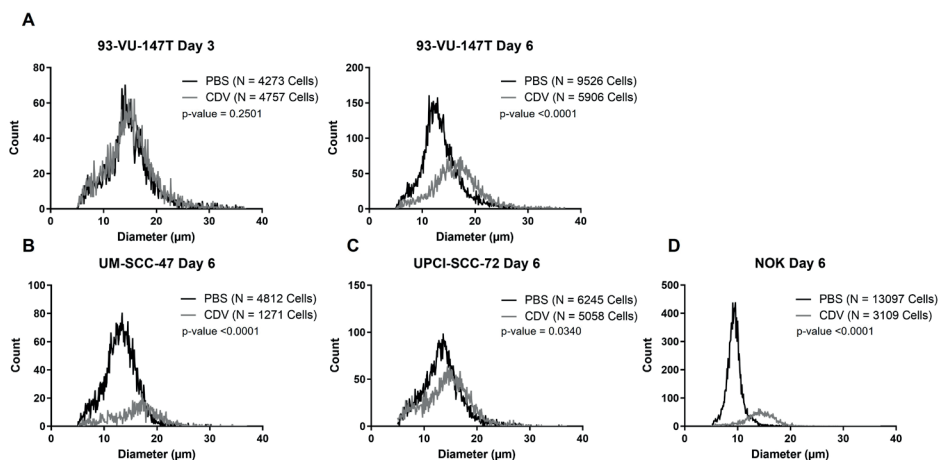 A
93-VU-147T Day 3
PBS (N = 4273 Cells)
CDV (N = 4757 Cells)
p-value = 0.2501
Count
80
60
40
20
0
0 10 20 30 40
Diameter (µm)
93-VU-147T Day 6
PBS (N = 9526 Cells)
CDV (N = 5906 Cells)
p-value <0.0001
Count
200
150
100
50
0
0 10 20 30 40
Diameter (µm)
B
UM-SCC-47 Day 6
PBS (N = 4812 Cells)
CDV (N = 1271 Cells)
p-value <0.0001
Count
100
80
60
40
20
0
0 10 20 30 40
Diameter (µm)
C
UPCI-SCC-72 Day 6
PBS (N = 6245 Cells)
CDV (N = 5058 Cells)
p-value = 0.0340
Count
150
100
50
0
0 10 20 30 40
Diameter (µm)
D
NOK Day 6
PBS (N = 13097 Cells)
CDV (N = 3109 Cells)
p-value <0.0001
Count
500
400
300
200
100
0
0 10 20 30 40
Diameter (µm)